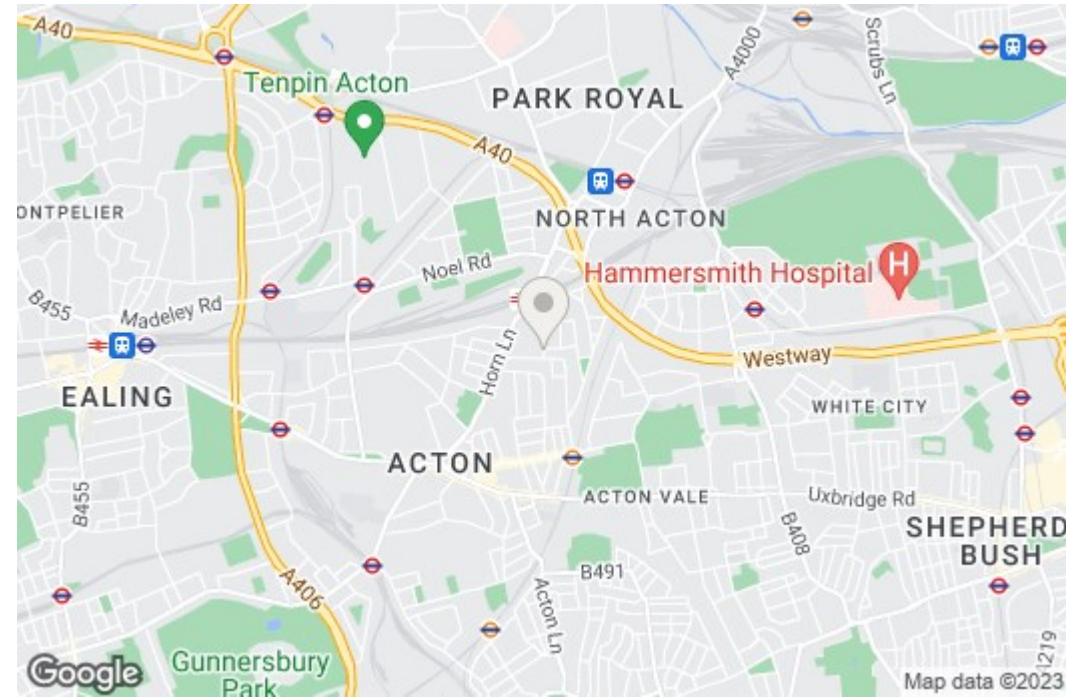 A40
Tenpin Acton
PARK ROYAL
A4000
Scrubs Ln
A40
ONTPELIER
NORTH ACTON
Noel Rd
Hammersmith Hospital
H
B455
Madeley Rd
Horn Ln
Westway
EALING
WHITE CITY
ACTON
B455
ACTON VALE
Uxbridge Rd
B408
SHEPHERD
BUSH
A406
B491
Acton Ln
3219
Gunnersbury
Park
Google
Map data ©2023